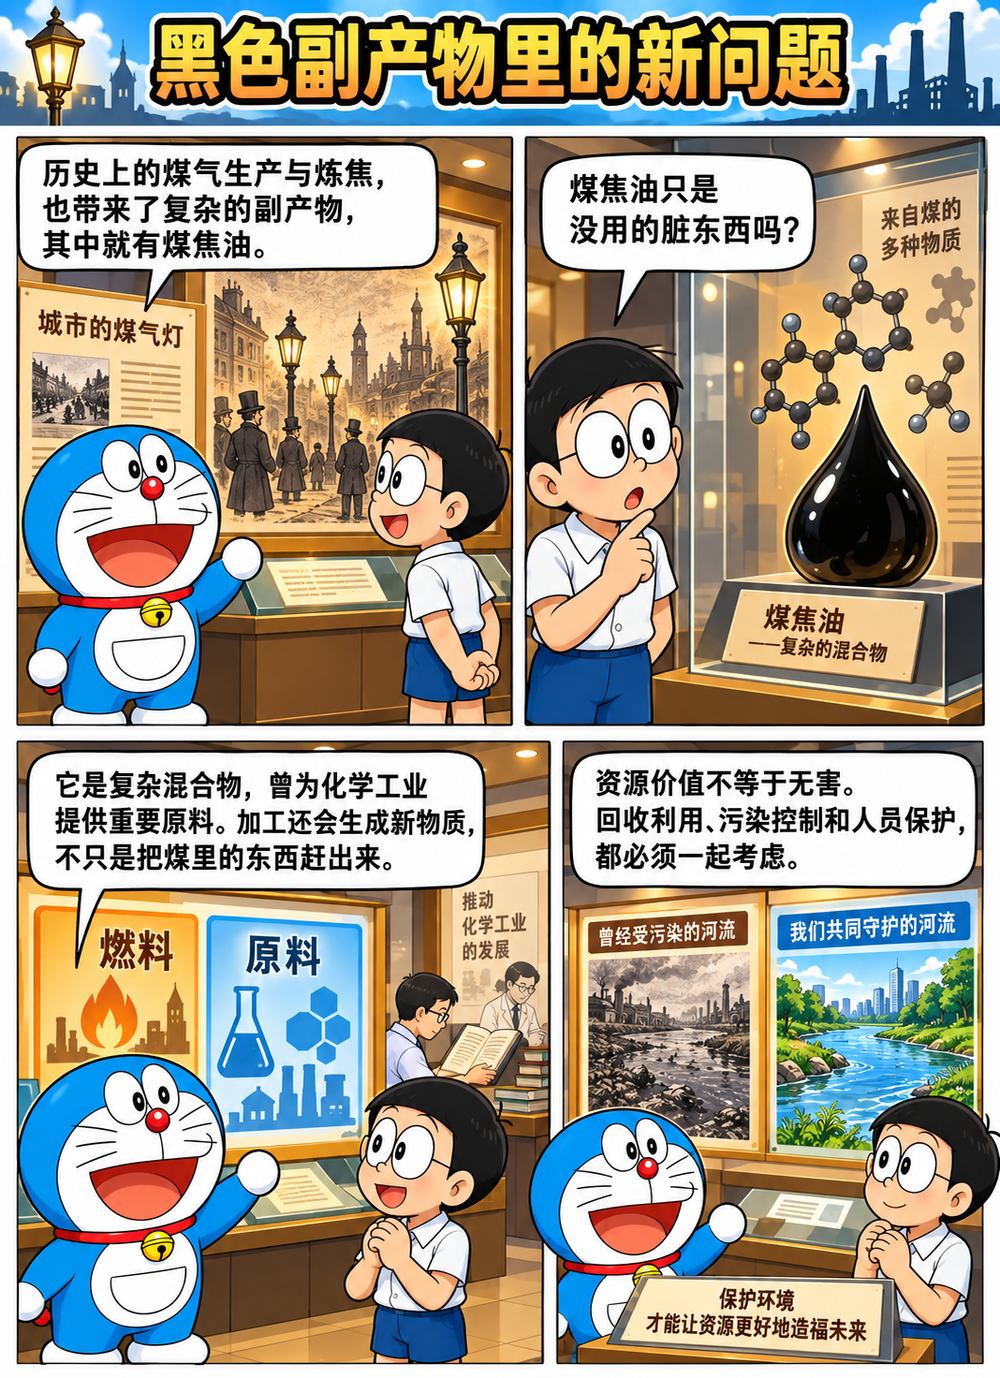 黑色副产物里的新问题
历史上的煤气生产与炼焦，
也带来了复杂的副产物，
其中就有煤焦油。
城市的煤气灯
煤焦油只是
没用的脏东西吗？
来自煤的
多种物质
煤焦油
——复杂的混合物
它是复杂混合物，曾为化学工业
提供重要原料。加工还会生成新物质，
不只是把煤里的东西赶出来。
燃料
原料
推动
化学工业
的发展
资源价值不等于无害。
回收利用、污染控制和人员保护，
都必须一起考虑。
曾经受污染的河流
我们共同守护的河流
保护环境
才能让资源更好地造福未来